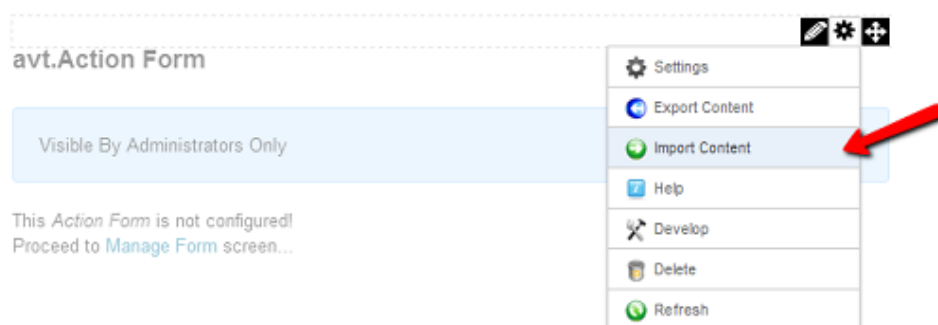 avt.Action Form
Settings
Export Content
Visible By Administrators Only
Import Content
Help
This Action Form is not configured!
Proceed to Manage Form screen...
Develop
Delete
Refresh